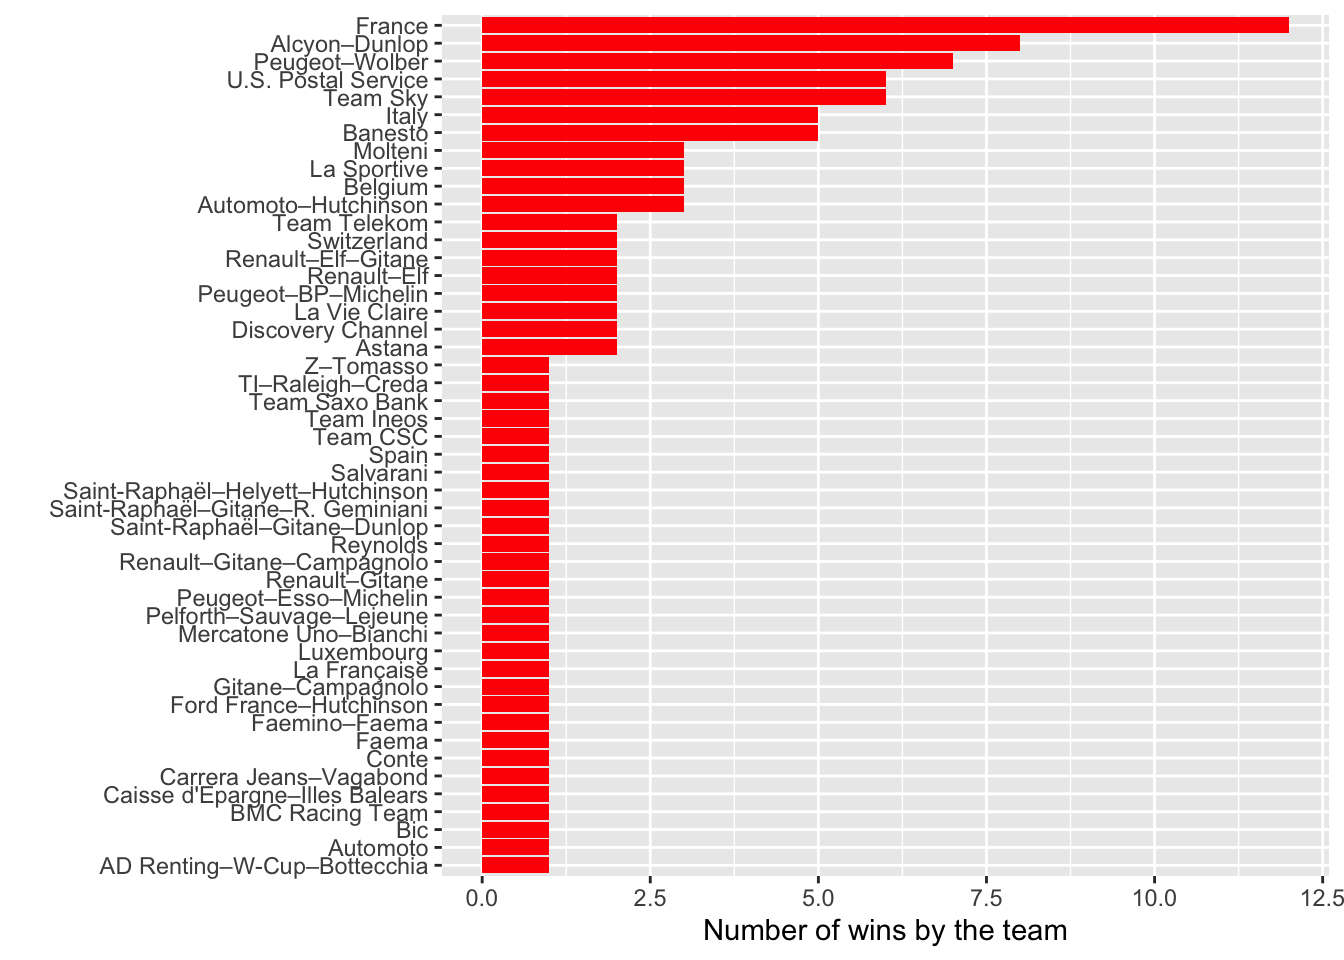 France
Alcyon–Dunlop
Peugeot–Wolber
U.S. Postal Service
Team Sky
Italy
Banesto
Molteni
La Sportive
Belgium
Automoto–Hutchinson
Team Telekom
Switzerland
Renault–Elf–Gitane
Renault–Elf
Peugeot–BP–Michelin
La Vie Claire
Discovery Channel
Astana
Z–Tomasso
TI–Raleigh–Creda
Team Saxo Bank
Team Ineos
Team CSC
Spain
Salvarani
Saint-Raphaël–Helyett–Hutchinson
Saint-Raphaël–Gitane–R. Geminiani
Saint-Raphaël–Gitane–Dunlop
Reynolds
Renault–Gitane–Campagnolo
Renault–Gitane
Peugeot–Esso–Michelin
Pelforth–Sauvage–Lejeune
Mercatone Uno–Bianchi
Luxembourg
La Française
Gitane–Campagnolo
Ford France–Hutchinson
Faemino–Faema
Faema
Conte
Carrera Jeans–Vagabond
Caisse d'Epargne–Illes Balears
BMC Racing Team
Bic
Automoto
AD Renting–W-Cup–Bottecchia
0.0 2.5 5.0 7.5 10.0 12.5
Number of wins by the team